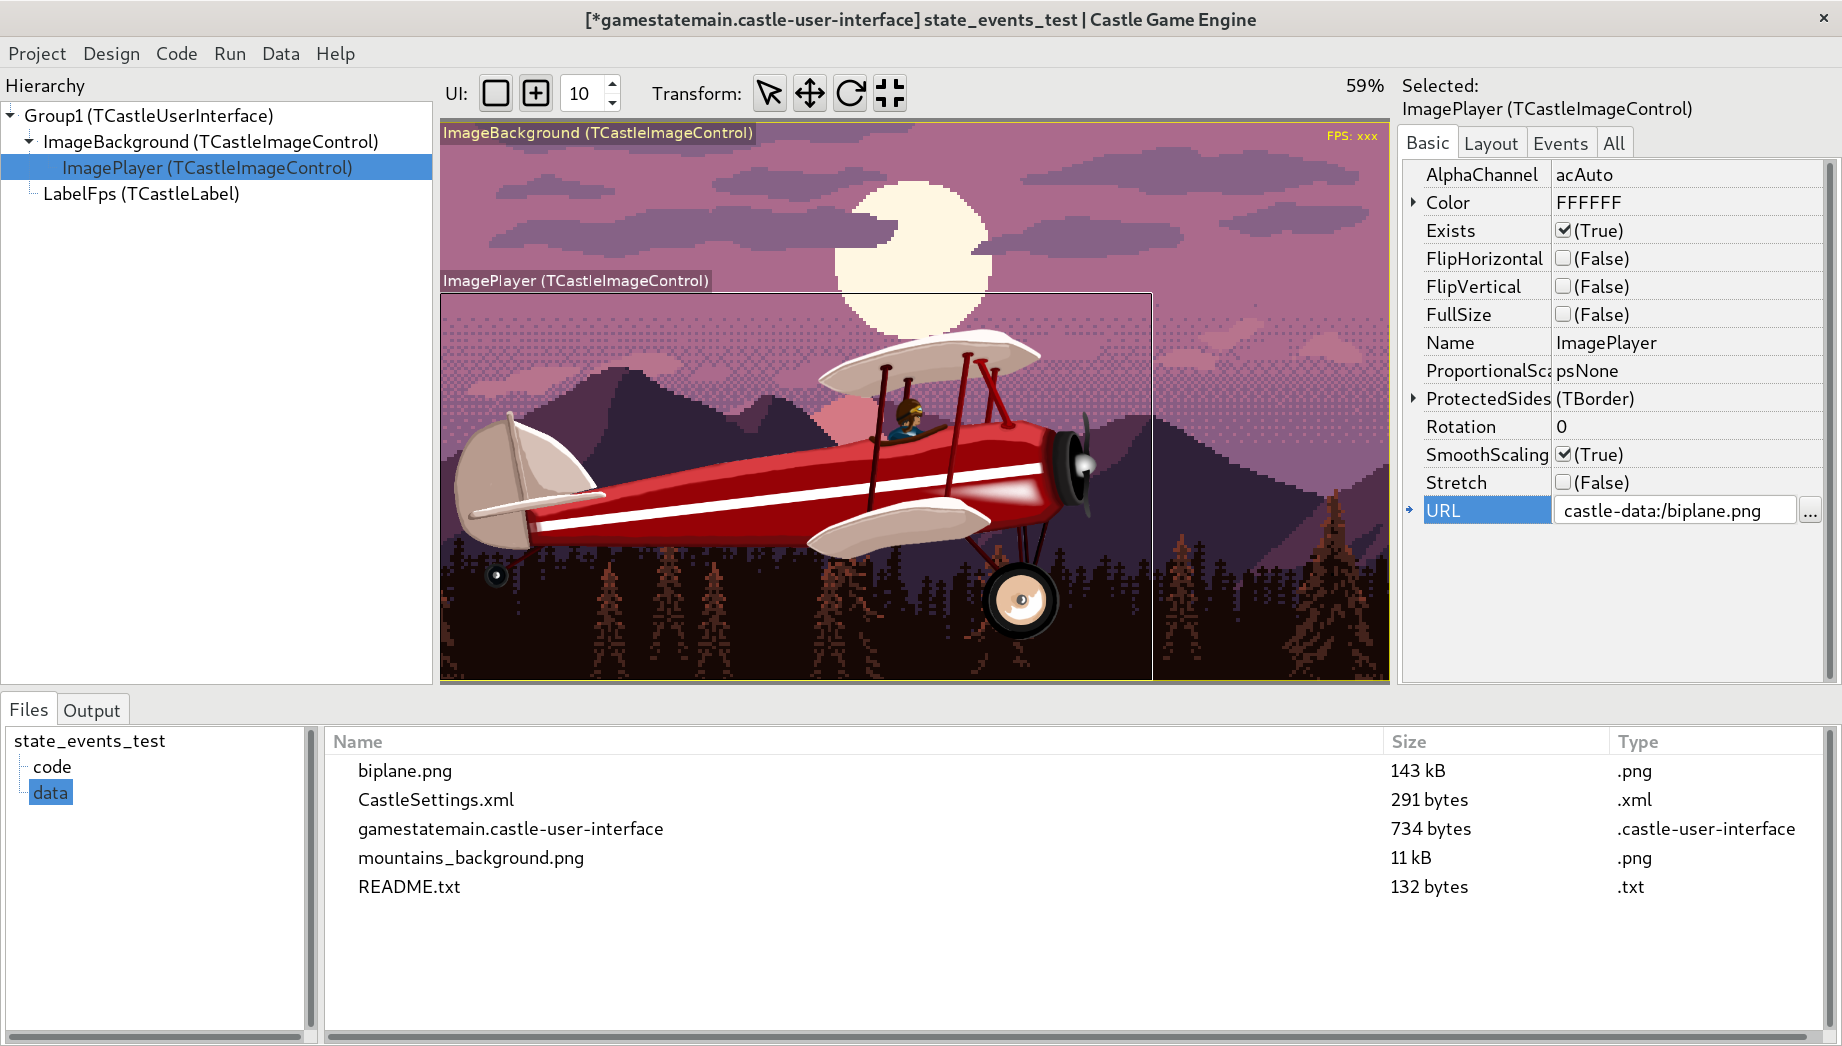 [*gamestatemain.castle-user-interface] state_events_test | Castle Game Engine
×
Project Design Code Run Data Help
Hierarchy
Group1 (TCastleUserInterface)
ImageBackground (TCastleImageControl)
ImagePlayer (TCastleImageControl)
LabelFps (TCastleLabel)
UI: 10 Transform: 59%
ImageBackground (TCastleImageControl)
FPS: xxx
ImagePlayer (TCastleImageControl)
Selected:
ImagePlayer (TCastleImageControl)
Basic Layout Events All
AlphaChannel acAuto
Color FFFFFF
Exists (True)
FlipHorizontal (False)
FlipVertical (False)
FullSize (False)
Name ImagePlayer
ProportionalSca psNone
ProtectedSides (TBorder)
Rotation 0
SmoothScaling (True)
Stretch (False)
URL castle-data:/biplane.png ...
Files Output
state_events_test
code
data
Name Size Type
biplane.png 143 kB .png
CastleSettings.xml 291 bytes .xml
gamestatemain.castle-user-interface 734 bytes .castle-user-interface
mountains_background.png 11 kB .png
README.txt 132 bytes .txt